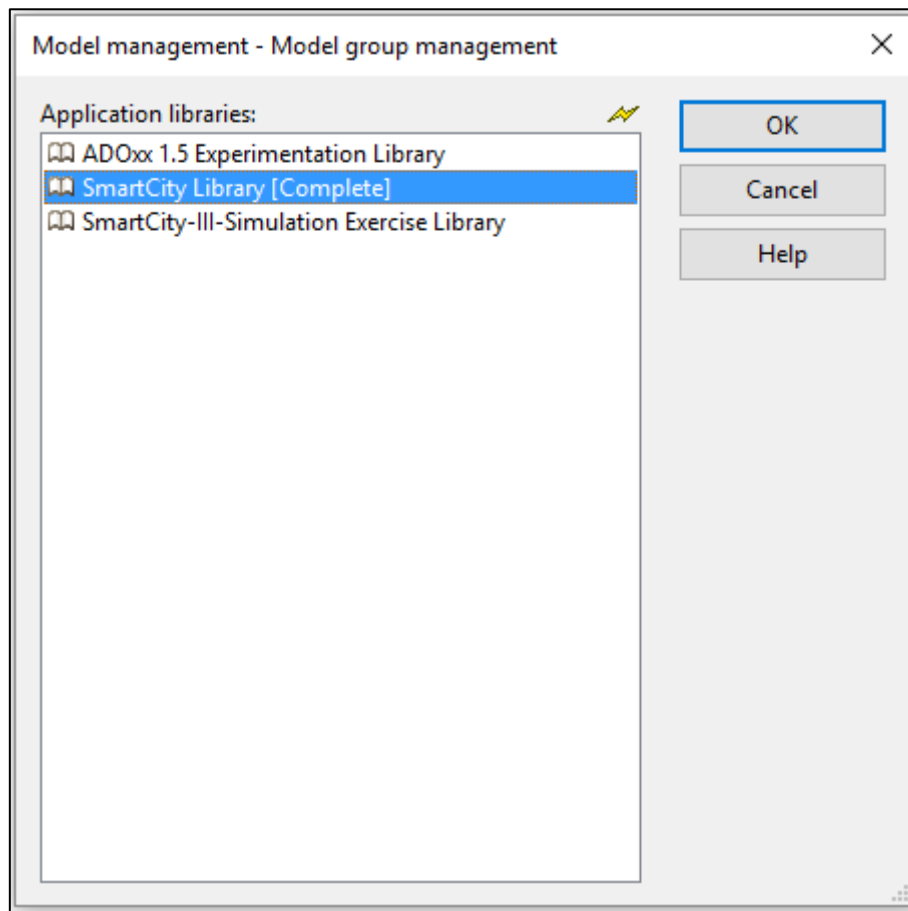 Model management - Model group management
Application libraries:
ADOxx 1.5 Experimentation Library
SmartCity Library [Complete]
SmartCity-III-Simulation Exercise Library
OK
Cancel
Help